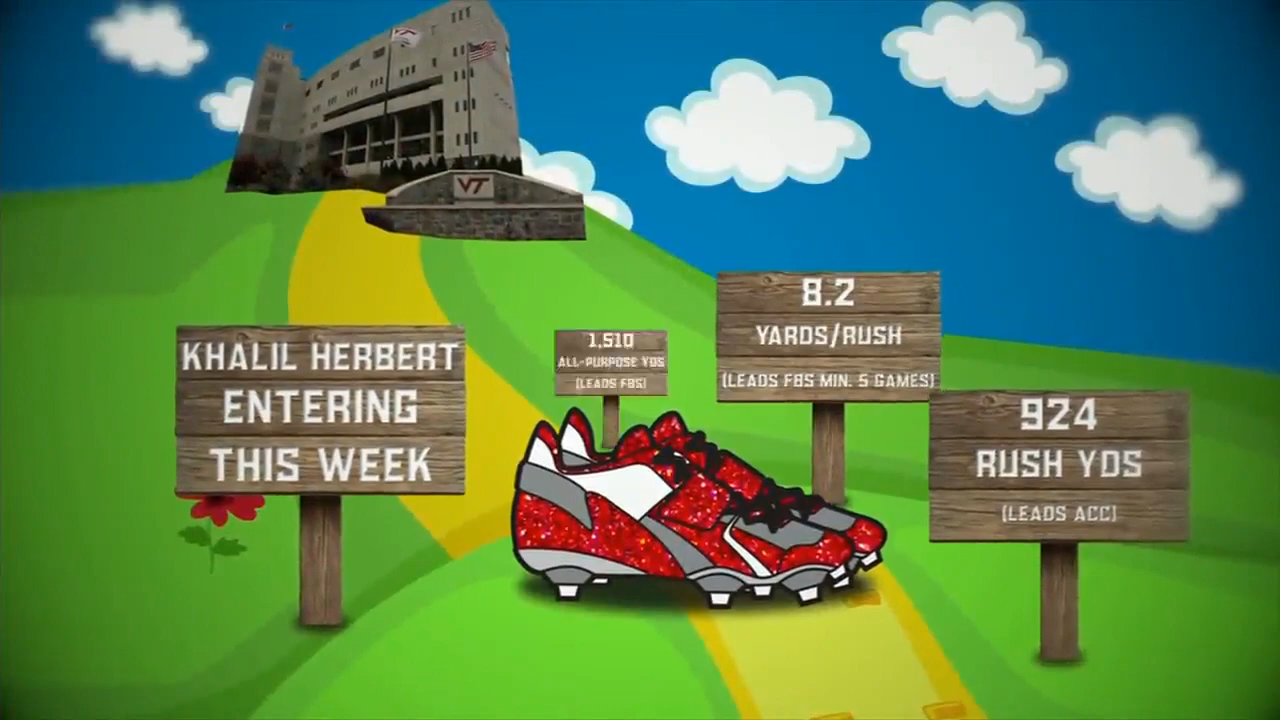 VT
KHALIL HERBERT
ENTERING
THIS WEEK
1,510
ALL-PURPOSE YDS
(LEADS FBS)
8.2
YARDS/RUSH
(LEADS FBS MIN. 5 GAMES)
924
RUSH YDS
(LEADS ACC)